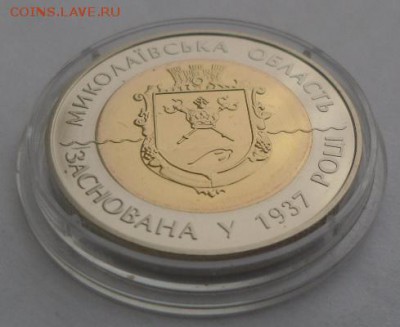 COINS.LAVE.RU
МИКОЛАЇВСЬКА ОБЛАСТЬ
ЗАСНОВАНА У 1937 РОЦІ